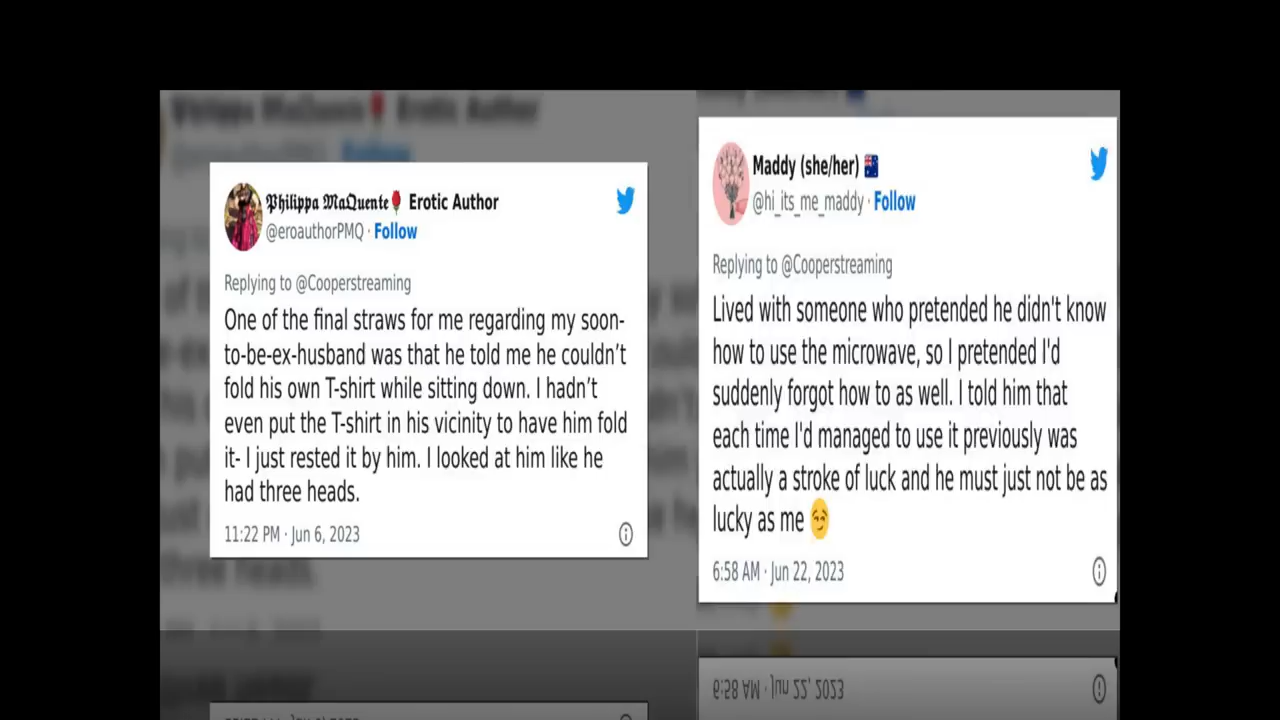 Philippa MaQuente🌹 Erotic Author
@eroauthorPMQ · Follow
Replying to @Cooperstreaming
One of the final straws for me regarding my soon-
to-be-ex-husband was that he told me he couldn't
fold his own T-shirt while sitting down. I hadn't
even put the T-shirt in his vicinity to have him fold
it- I just rested it by him. I looked at him like he
had three heads.
11:22 PM · Jun 6, 2023
Maddy (she/her) 🇦🇺
@hi_its_me_maddy · Follow
Replying to @Cooperstreaming
Lived with someone who pretended he didn't know
how to use the microwave, so I pretended I'd
suddenly forgot how to as well. I told him that
each time I'd managed to use it previously was
actually a stroke of luck and he must just not be as
lucky as me 😏
6:58 AM · Jun 22, 2023
6:58 AM · Jun 22, 2023